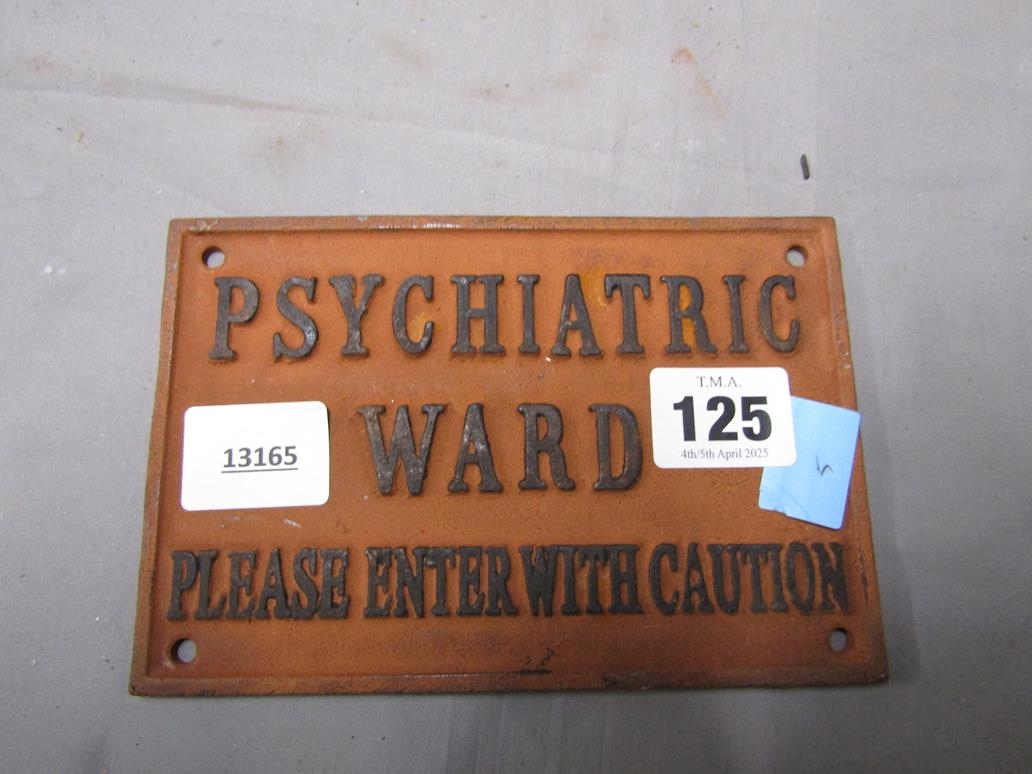 PSYCHIATRIC
WARD
PLEASE ENTER WITH CAUTION
13165
T.M.A.
125
4th/5th April 2025